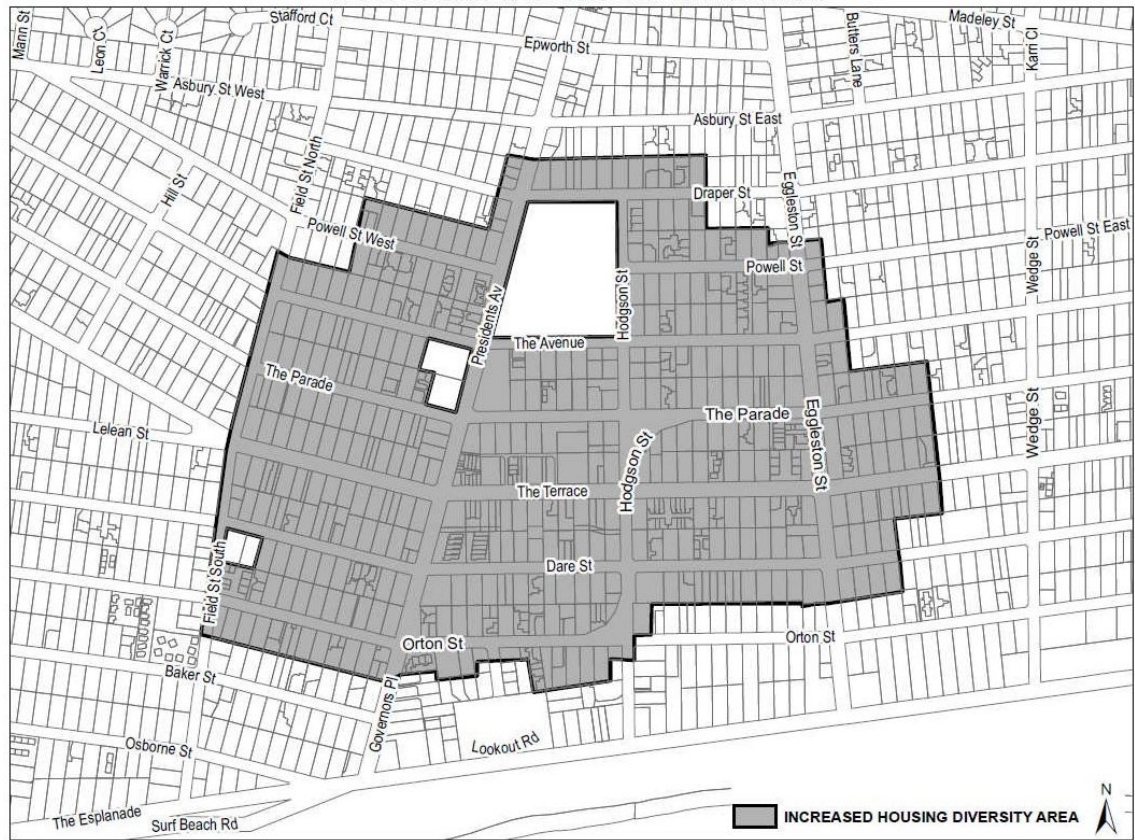 Stafford Ct
Madeley St
Mann St
Leon Ct
Warrick Ct
Epworth St
Butters Lane
Karri Cl
Asbury St West
Asbury St East
Hill St
Field St North
Draper St
Eggleston St
Powell St West
Powell St East
Powell St
Wedge St
Hodgson St
Presidents Av
The Avenue
The Parade
The Parade
Lelean St
Eggleston St
Wedge St
Hodgson St
The Terrace
Dare St
Field St South
Orton St
Orton St
Baker St
Governors Pl
Osborne St
Lookout Rd
The Esplanade
Surf Beach Rd
INCREASED HOUSING DIVERSITY AREA
N